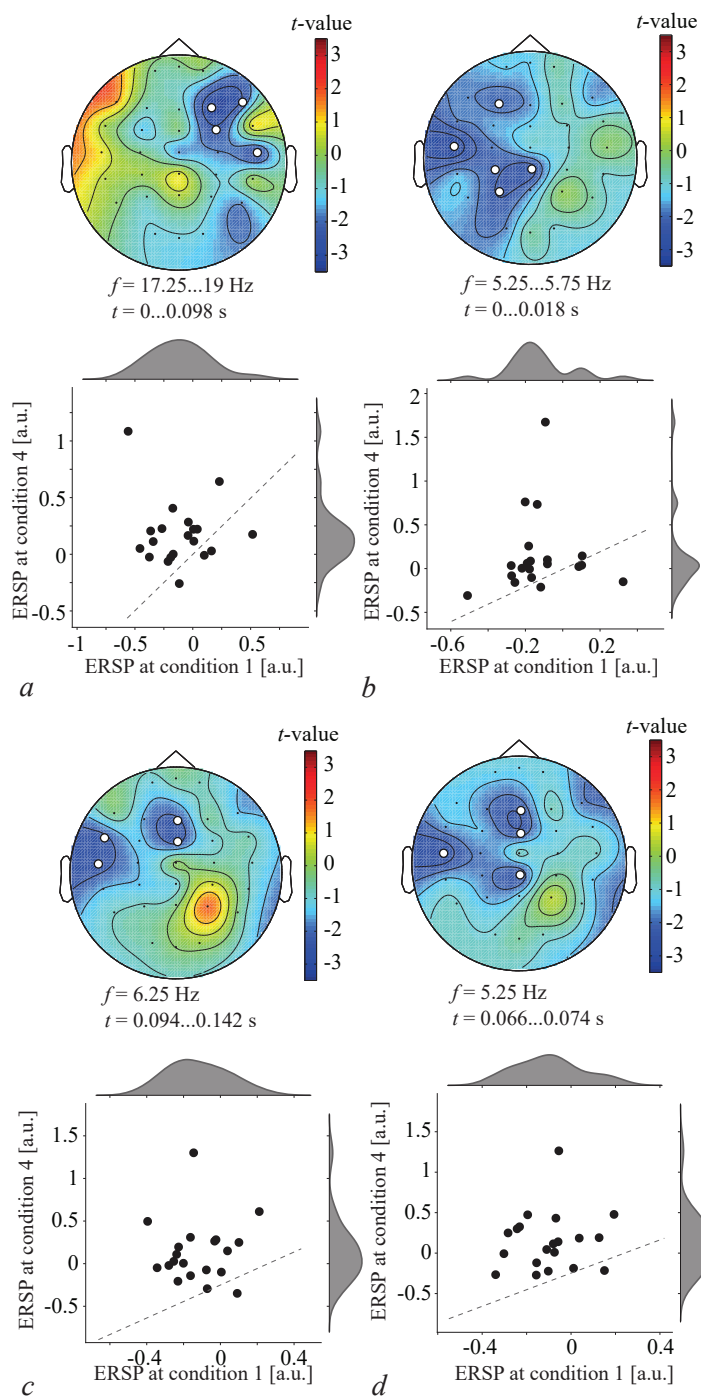 t-value
3
2
1
0
-1
-2
-3
f = 17.25...19 Hz
t = 0...0.098 s
ERSP at condition 4 [a.u.]
1
0.5
0
-0.5
-1
-0.5
0
0.5
ERSP at condition 1 [a.u.]
a
t-value
3
2
1
0
-1
-2
-3
f = 5.25...5.75 Hz
t = 0...0.018 s
ERSP at condition 4 [a.u.]
2
1.5
1
0.5
0
-0.5
-0.6
-0.2
0.2
ERSP at condition 1 [a.u.]
b
t-value
3
2
1
0
-1
-2
-3
f = 6.25 Hz
t = 0.094...0.142 s
ERSP at condition 4 [a.u.]
1.5
1
0.5
0
-0.5
-0.4
0
0.4
ERSP at condition 1 [a.u.]
c
t-value
3
2
1
0
-1
-2
-3
f = 5.25 Hz
t = 0.066...0.074 s
ERSP at condition 4 [a.u.]
1.5
1
0.5
0
-0.5
-0.4
0
0.4
ERSP at condition 1 [a.u.]
d